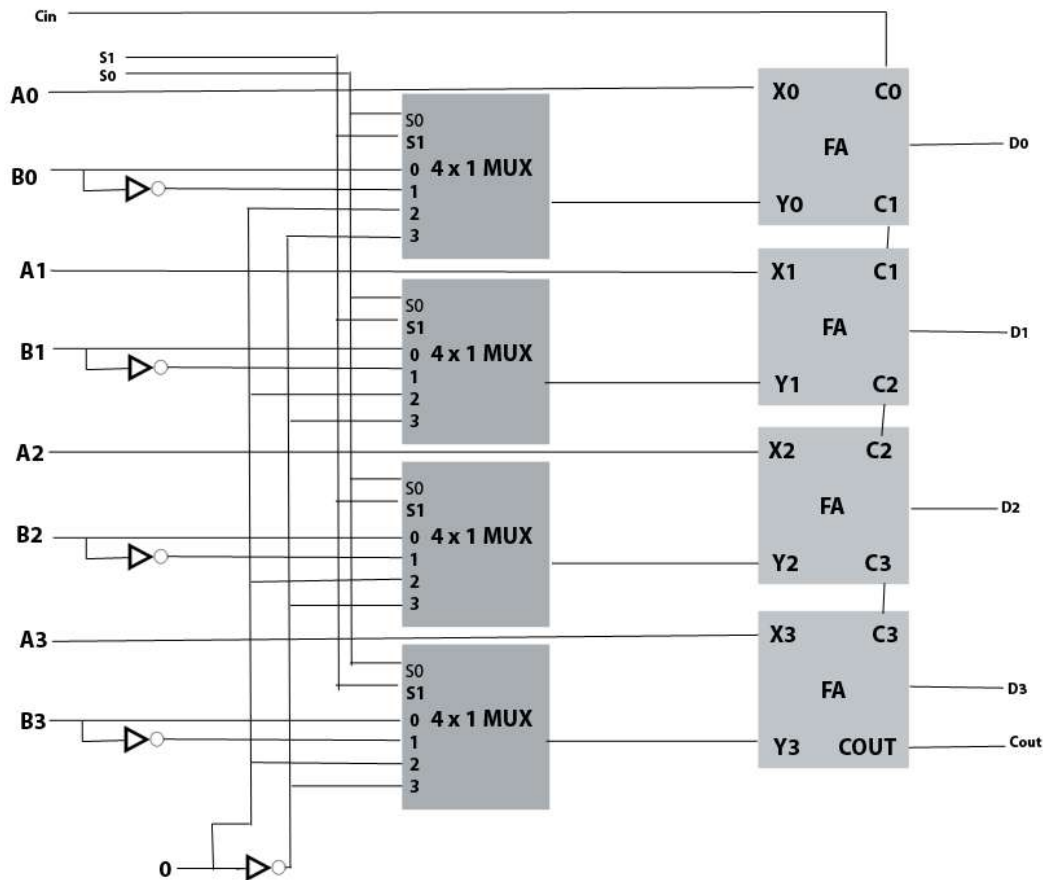 Cin
S1
S0
A0
X0 C0
S0
S1
FA
D0
B0
0 4 x 1 MUX
1
2
Y0 C1
3
A1
X1 C1
S0
S1
FA
D1
B1
0 4 x 1 MUX
1
Y1 C2
2
3
A2
X2 C2
S0
S1
FA
D2
B2
0 4 x 1 MUX
1
Y2 C3
2
3
A3
X3 C3
S0
S1
FA
D3
B3
0 4 x 1 MUX
1
Y3 COUT
Cout
2
3
0